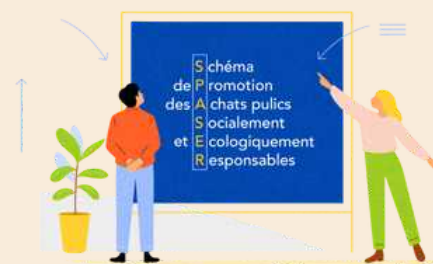 Schéma
de Promotion
des Achats pulics
Socialement
et Ecologiquement
Responsables